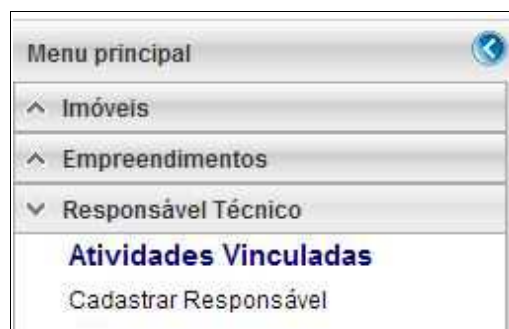 Menu principal
Imóveis
Empreendimentos
Responsável Técnico
Atividades Vinculadas
Cadastrar Responsável